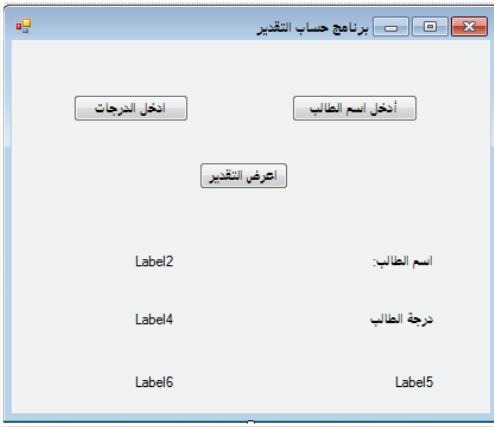 برنامج حساب التقدير
أدخل اسم الطالب
ادخل الدرجات
اعرض التقدير
اسم الطالب:
Label2
درجة الطالب
Label4
Label5
Label6